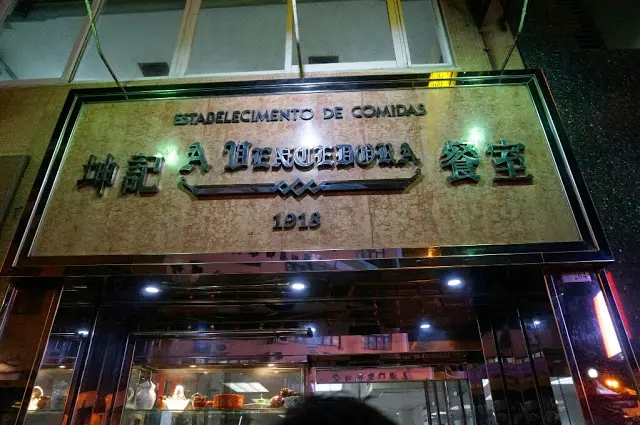 ESTABELECIMENTO DE COMIDAS
坤記 A VENCEDORA 餐室
1918